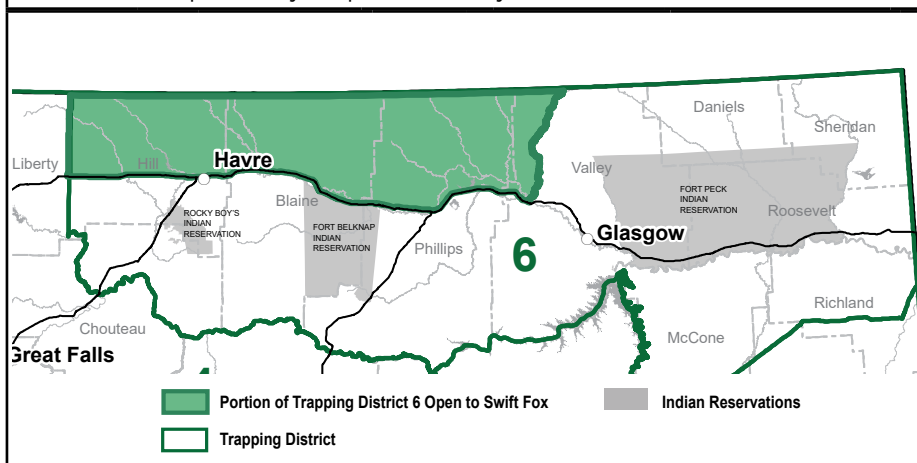 Daniels
Sheridan
Liberty
Hill
Havre
Valley
FORT PECK
INDIAN
RESERVATION
Blaine
ROCKY BOY'S
INDIAN
RESERVATION
FORT BELKNAP
INDIAN
RESERVATION
Roosevelt
Phillips
6
Glasgow
Richland
Chouteau
McCone
Great Falls
Portion of Trapping District 6 Open to Swift Fox
Indian Reservations
Trapping District